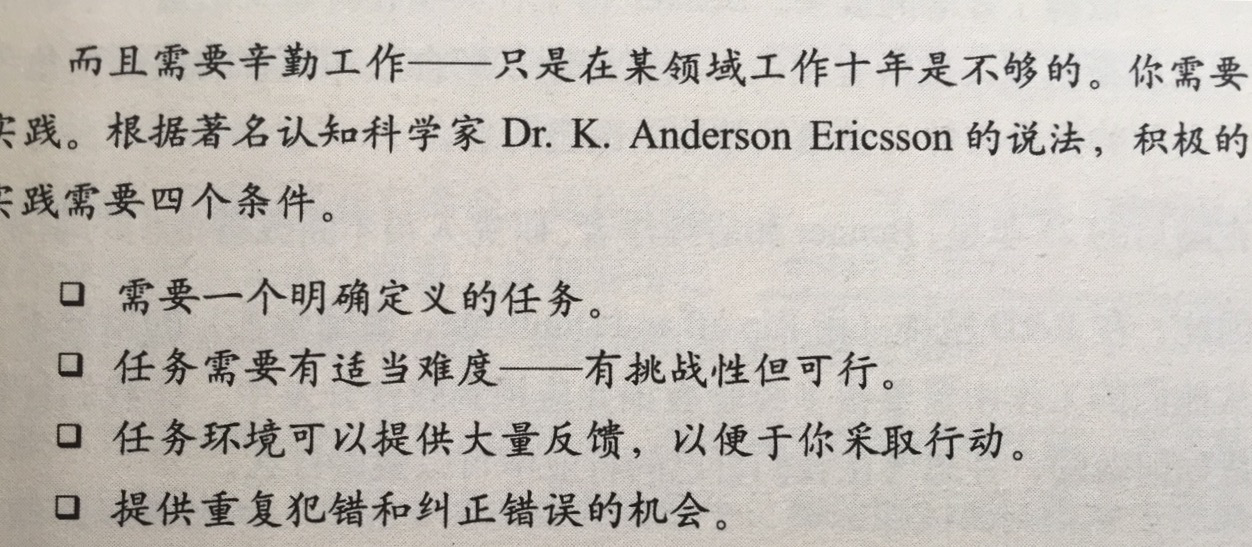 而且需要辛勤工作——只是在某领域工作十年是不够的。你需要
实践。根据著名认知科学家 Dr. K. Anderson Ericsson 的说法，积极的
实践需要四个条件。
❑ 需要一个明确定义的任务。
❑ 任务需要有适当难度——有挑战性但可行。
❑ 任务环境可以提供大量反馈，以便于你采取行动。
❑ 提供重复犯错和纠正错误的机会。